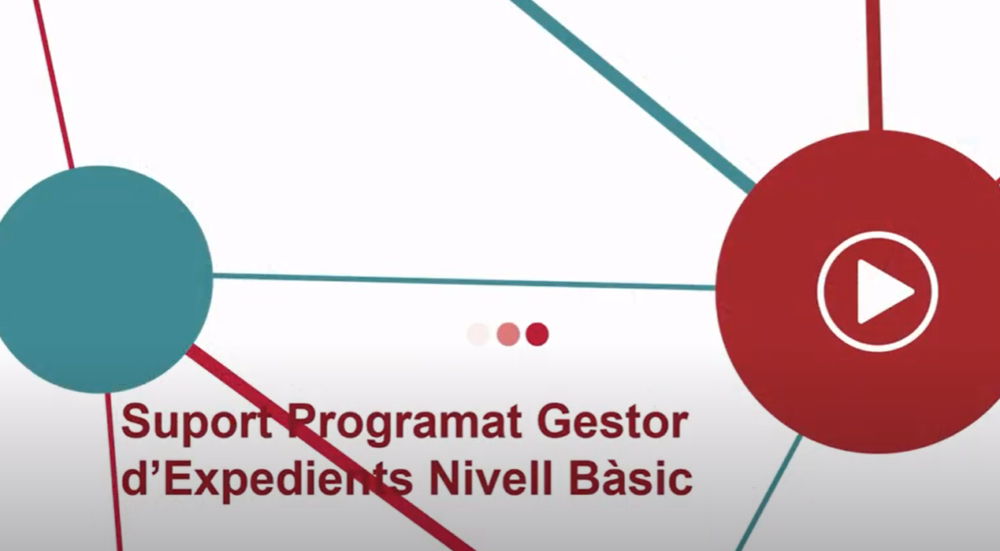 Suport Programat Gestor
d’Expedients Nivell Bàsic